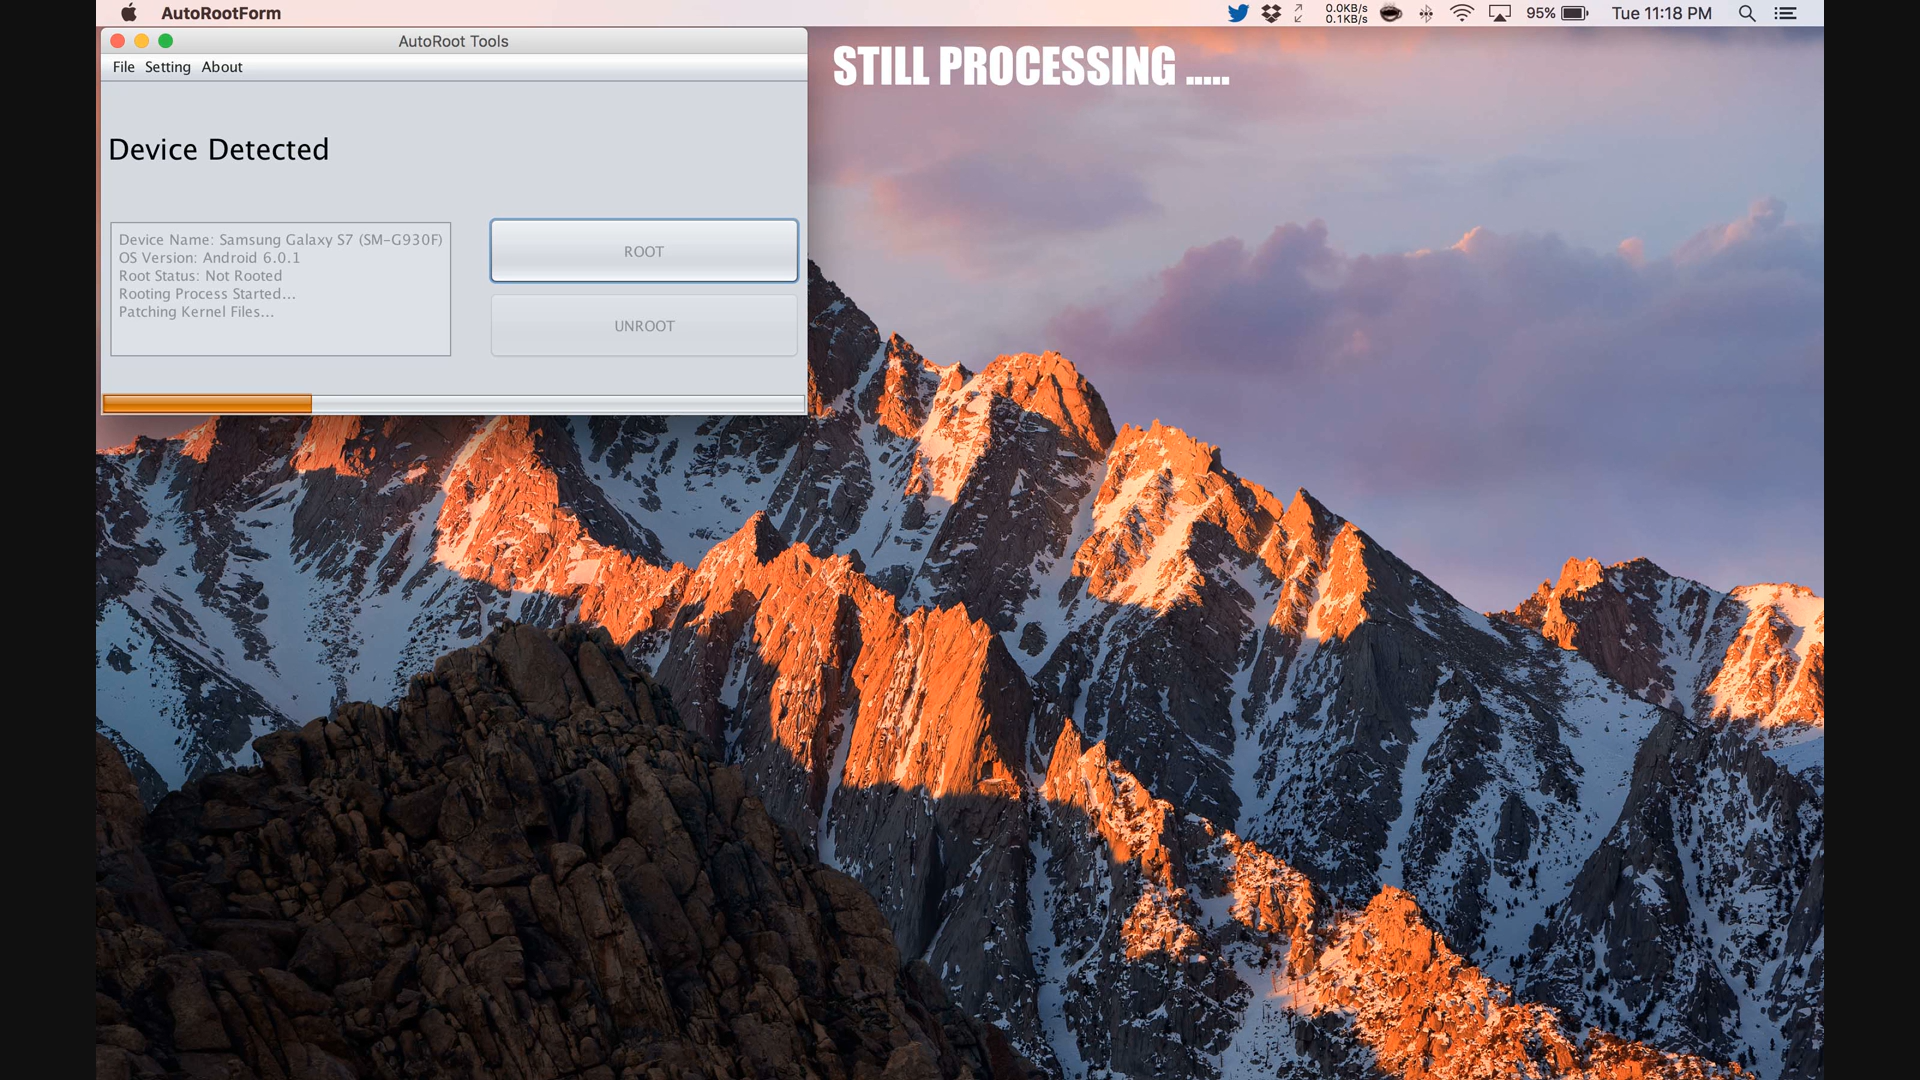 AutoRootForm
0.0KB/s
0.1KB/s
95%
Tue 11:18 PM
AutoRoot Tools
STILL PROCESSING .....
File Setting About
Device Detected
Device Name: Samsung Galaxy S7 (SM-G930F)
OS Version: Android 6.0.1
Root Status: Not Rooted
Rooting Process Started...
Patching Kernel Files...
ROOT
UNROOT